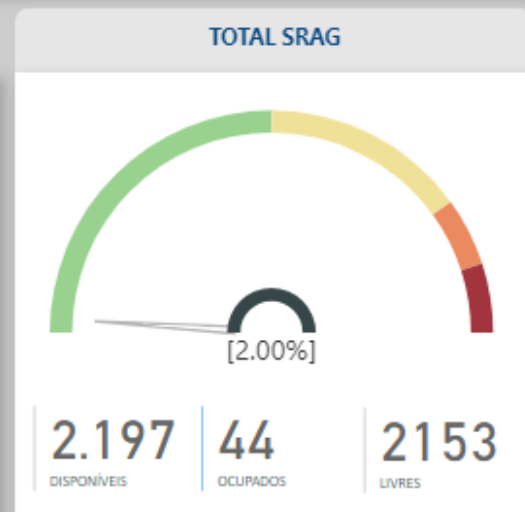 TOTAL SRAG
[2.00%]
2.197 44 2153
DISPONÍVEIS OCUPADOS LIVRES